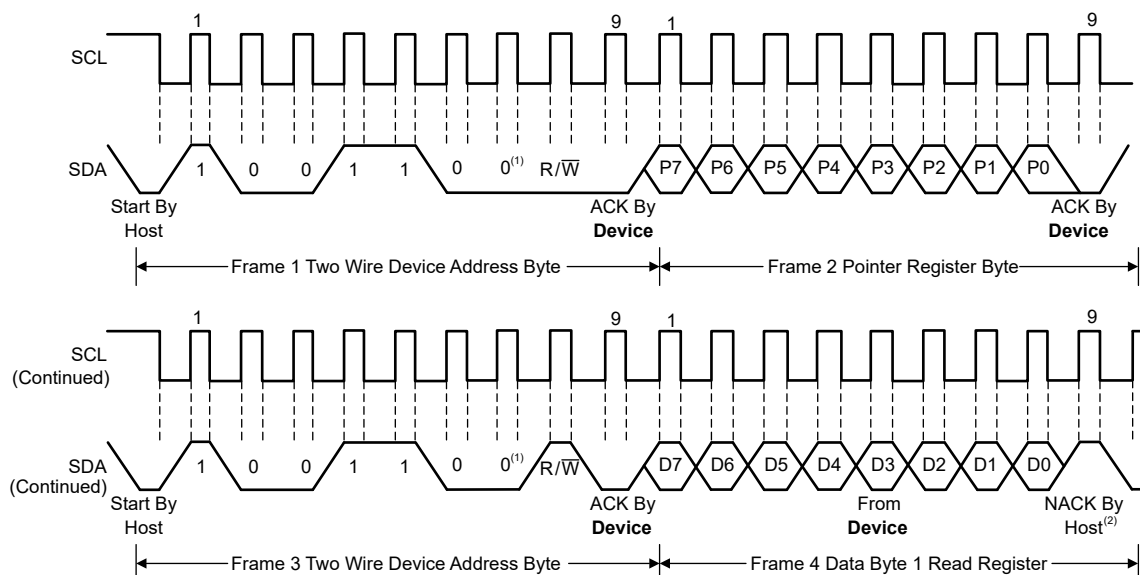 1 9 1 9
SCL
SDA 1 0 0 1 1 0 0(1) R/W̅ P7 P6 P5 P4 P3 P2 P1 P0
Start By ACK By ACK By
Host Device Device
Frame 1 Two Wire Device Address Byte Frame 2 Pointer Register Byte
1 9 1 9
SCL
(Continued)
SDA 1 0 0 1 1 0 0(1) R/W̅ D7 D6 D5 D4 D3 D2 D1 D0
(Continued)
Start By ACK By From NACK By
Host Device Device Host(2)
Frame 3 Two Wire Device Address Byte Frame 4 Data Byte 1 Read Register